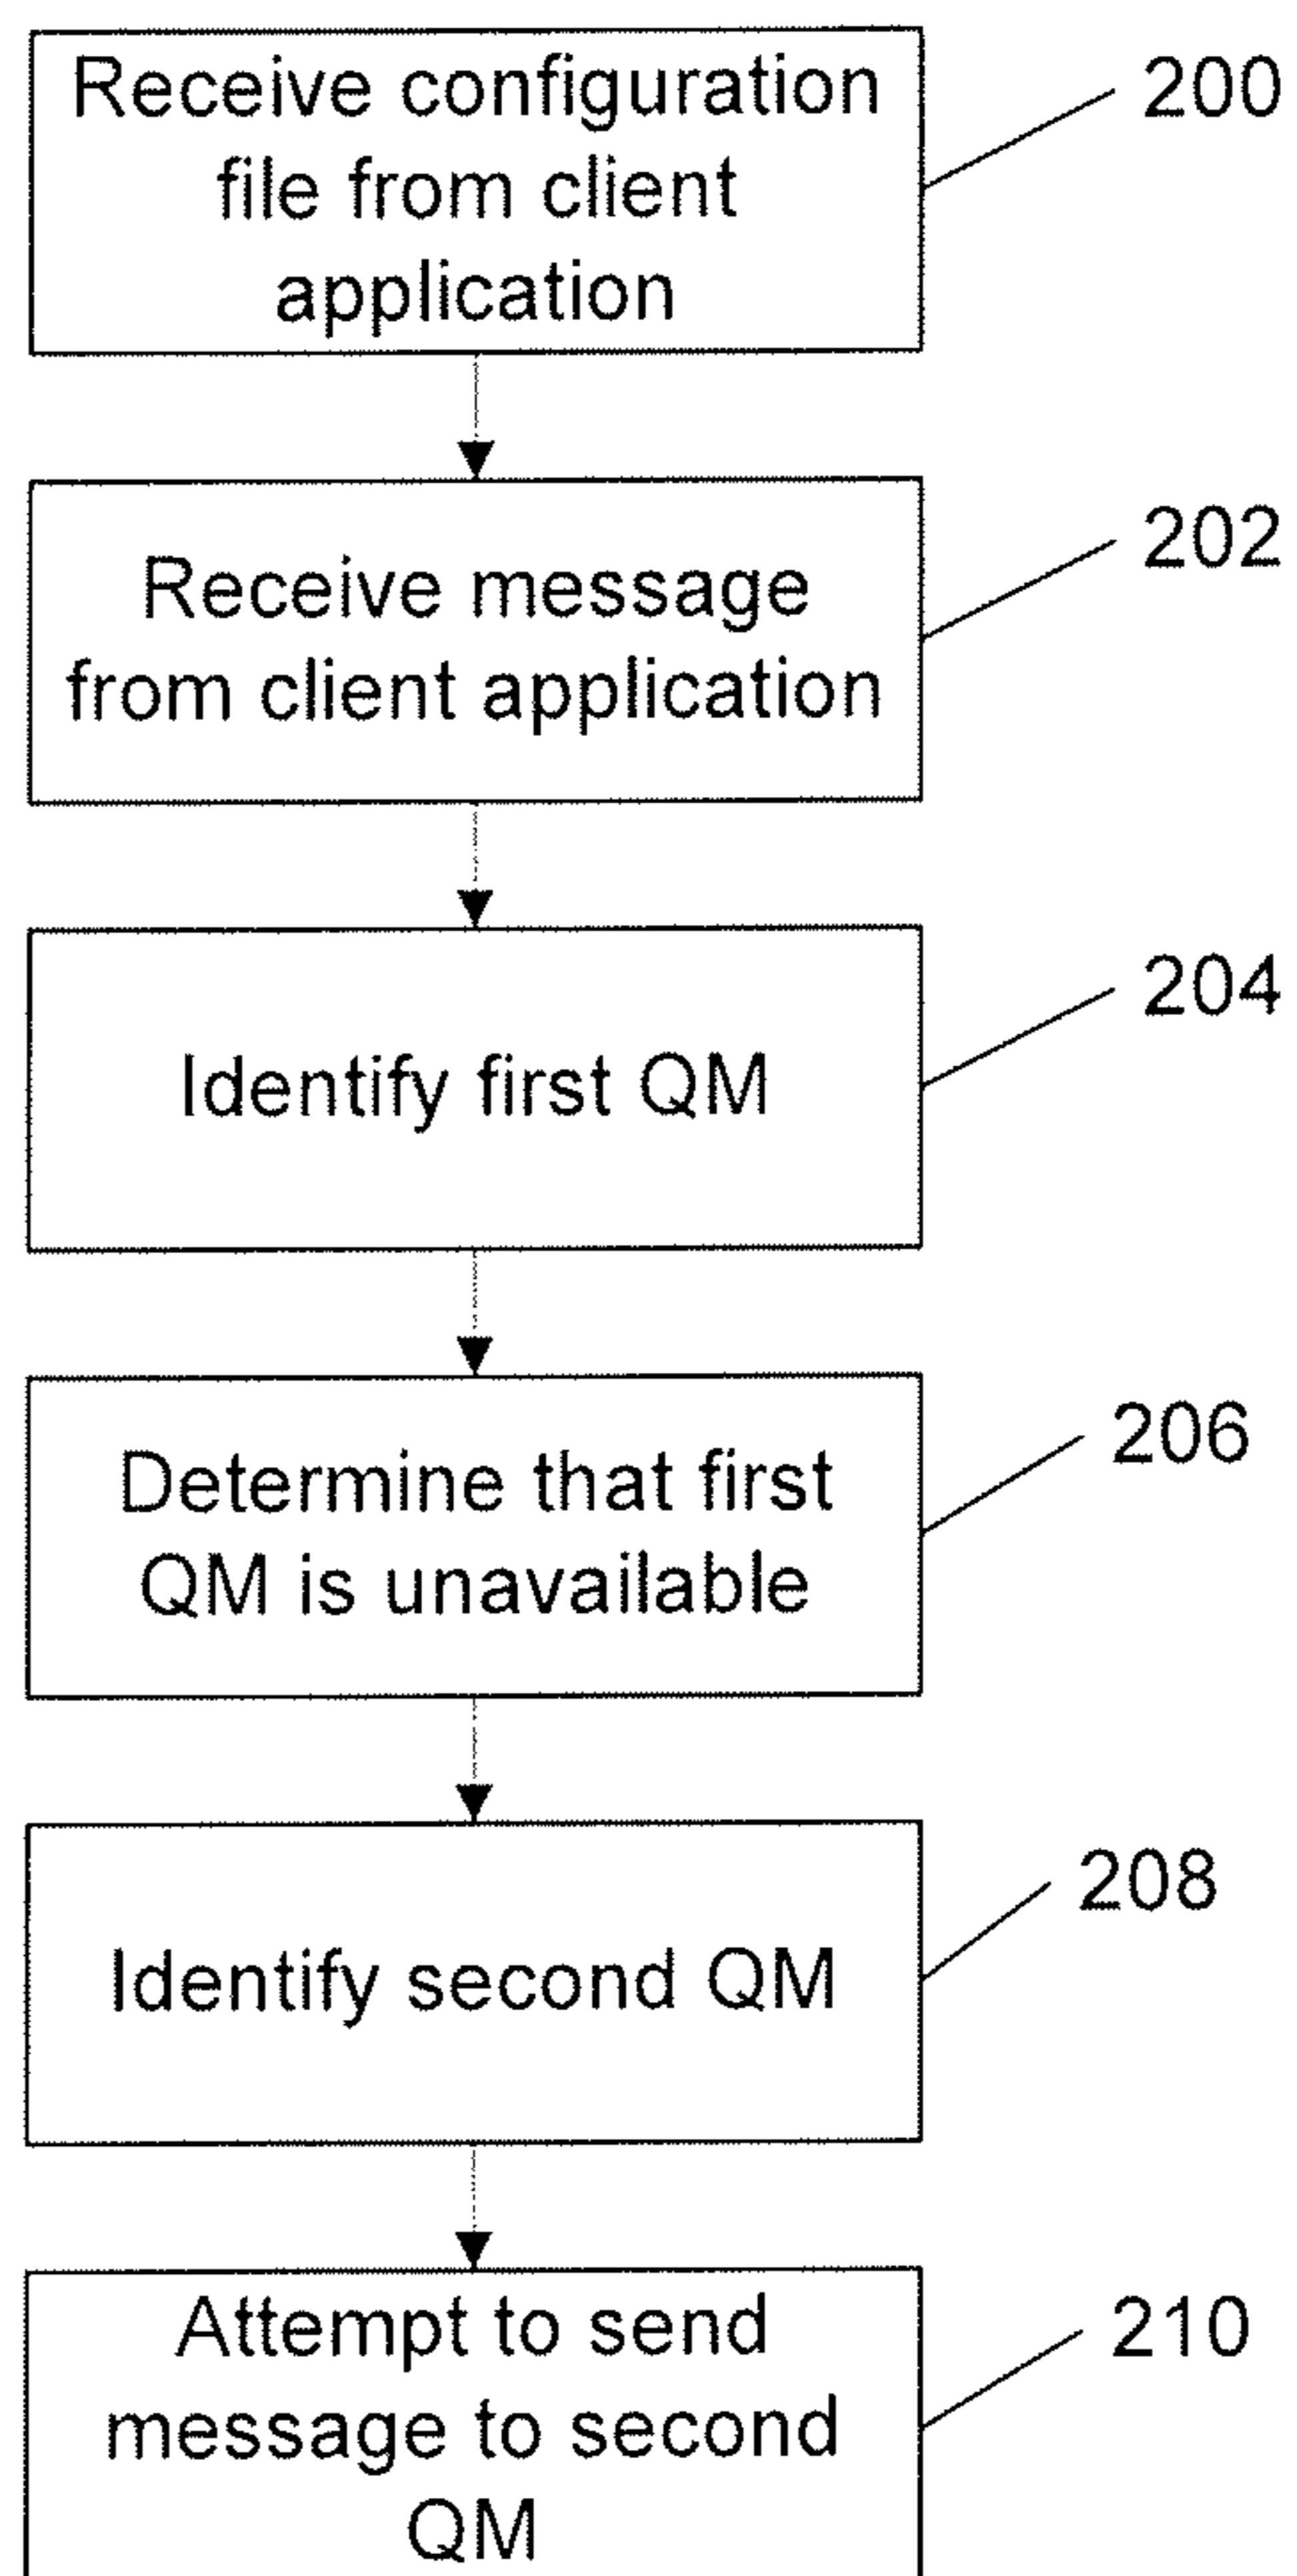 Receive configuration
file from client
application
200
Receive message
from client application
202
Identify first QM
204
Determine that first
QM is unavailable
206
Identify second QM
208
Attempt to send
message to second
QM
210